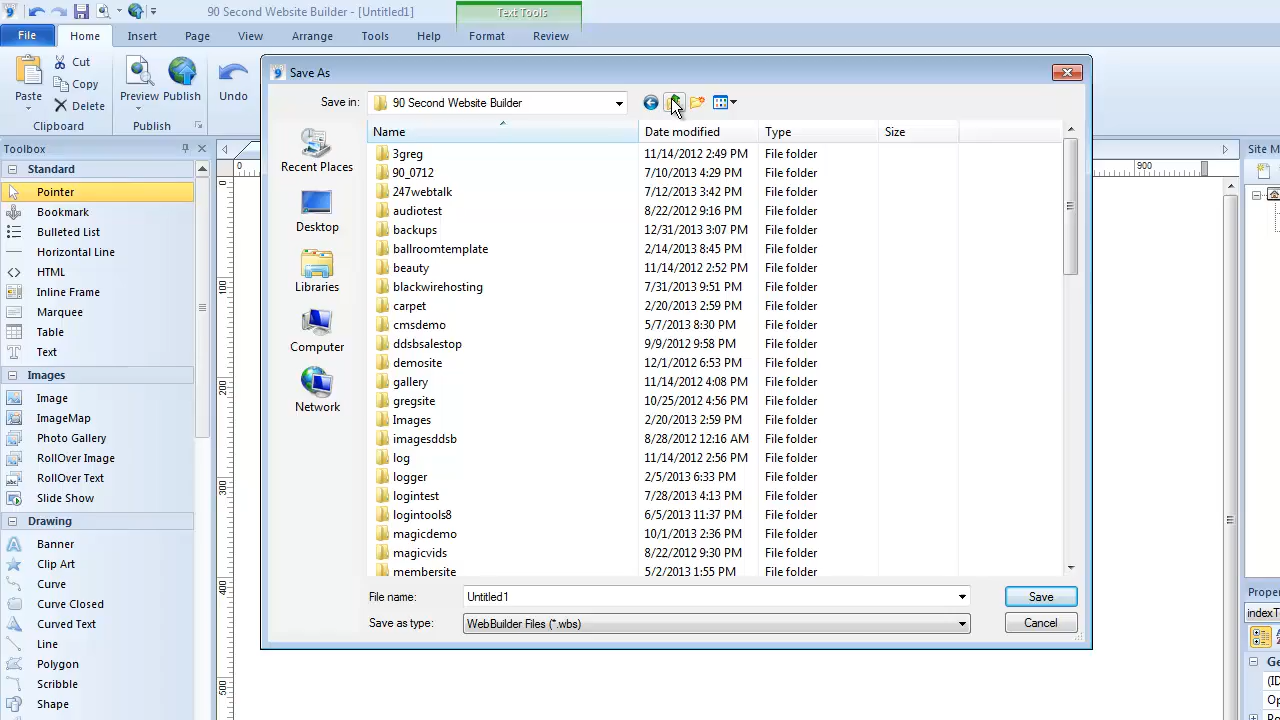 90 Second Website Builder - [Untitled1]
Text Tools
File Home Insert Page View Arrange Tools Help Format Review
Paste
Cut
Copy
Delete
Clipboard
Preview Publish
Publish
Undo
Toolbox
Standard
Pointer
Bookmark
Bulleted List
Horizontal Line
HTML
Inline Frame
Marquee
Table
Text
Images
Image
ImageMap
Photo Gallery
RollOver Image
RollOver Text
Slide Show
Drawing
Banner
Clip Art
Curve
Curve Closed
Curved Text
Line
Polygon
Scribble
Shape
0
900
0
100
200
300
400
500
Save As
Save in: 90 Second Website Builder
Recent Places
Desktop
Libraries
Computer
Network
Name Date modified Type Size
3greg 11/14/2012 2:49 PM File folder
90_0712 7/10/2013 4:29 PM File folder
247webtalk 7/12/2013 3:42 PM File folder
audiotest 8/22/2012 9:16 PM File folder
backups 12/31/2013 3:07 PM File folder
ballroomtemplate 2/14/2013 8:45 PM File folder
beauty 11/14/2012 2:52 PM File folder
blackwirehosting 7/31/2013 9:51 PM File folder
carpet 2/20/2013 2:59 PM File folder
cmsdemo 5/7/2013 8:30 PM File folder
ddsbsalestop 9/9/2012 9:58 PM File folder
demosite 12/1/2012 6:53 PM File folder
gallery 11/14/2012 4:08 PM File folder
gregsite 10/25/2012 4:56 PM File folder
Images 2/20/2013 2:59 PM File folder
imagesddsb 8/28/2012 12:16 AM File folder
log 11/14/2012 2:56 PM File folder
logger 2/5/2013 6:33 PM File folder
logintest 7/28/2013 4:13 PM File folder
logintools8 6/5/2013 11:37 PM File folder
magicdemo 10/1/2013 2:36 PM File folder
magicvids 8/22/2012 9:30 PM File folder
membersite 5/2/2013 1:55 PM File folder
File name: Untitled1
Save
Save as type: WebBuilder Files (*.wbs)
Cancel
Site M
Proper
indexT
Ge
(ID
Op